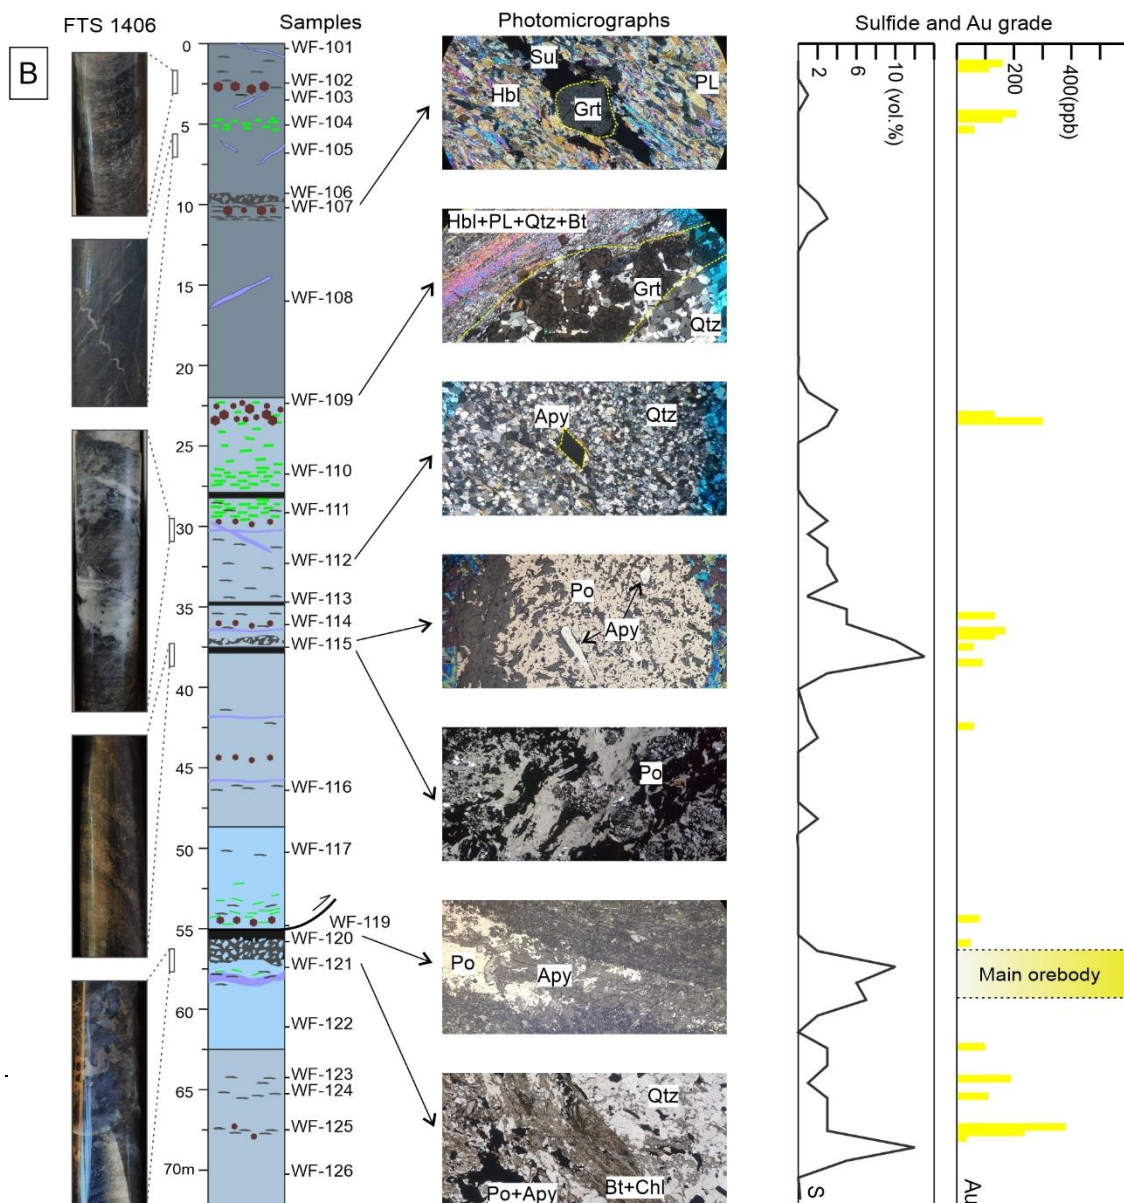 FTS 1406
Samples
Photomicrographs
Sulfide and Au grade
B
0
5
10
15
20
25
30
35
40
45
50
55
60
65
70m
WF-101
WF-102
WF-103
WF-104
WF-105
WF-106
WF-107
WF-108
WF-109
WF-110
WF-111
WF-112
WF-113
WF-114
WF-115
WF-116
WF-117
WF-119
WF-120
WF-121
WF-122
WF-123
WF-124
WF-125
WF-126
Sul
Hbl
Grt
PL
Hbl+PL+Qtz+Bt
Grt
Qtz
Apy
Qtz
Po
Apy
Po
Po
Apy
Qtz
Po+Apy
Bt+Chl
2
6
10 (vol.%)
200
400(ppb)
Main orebody
S
Au